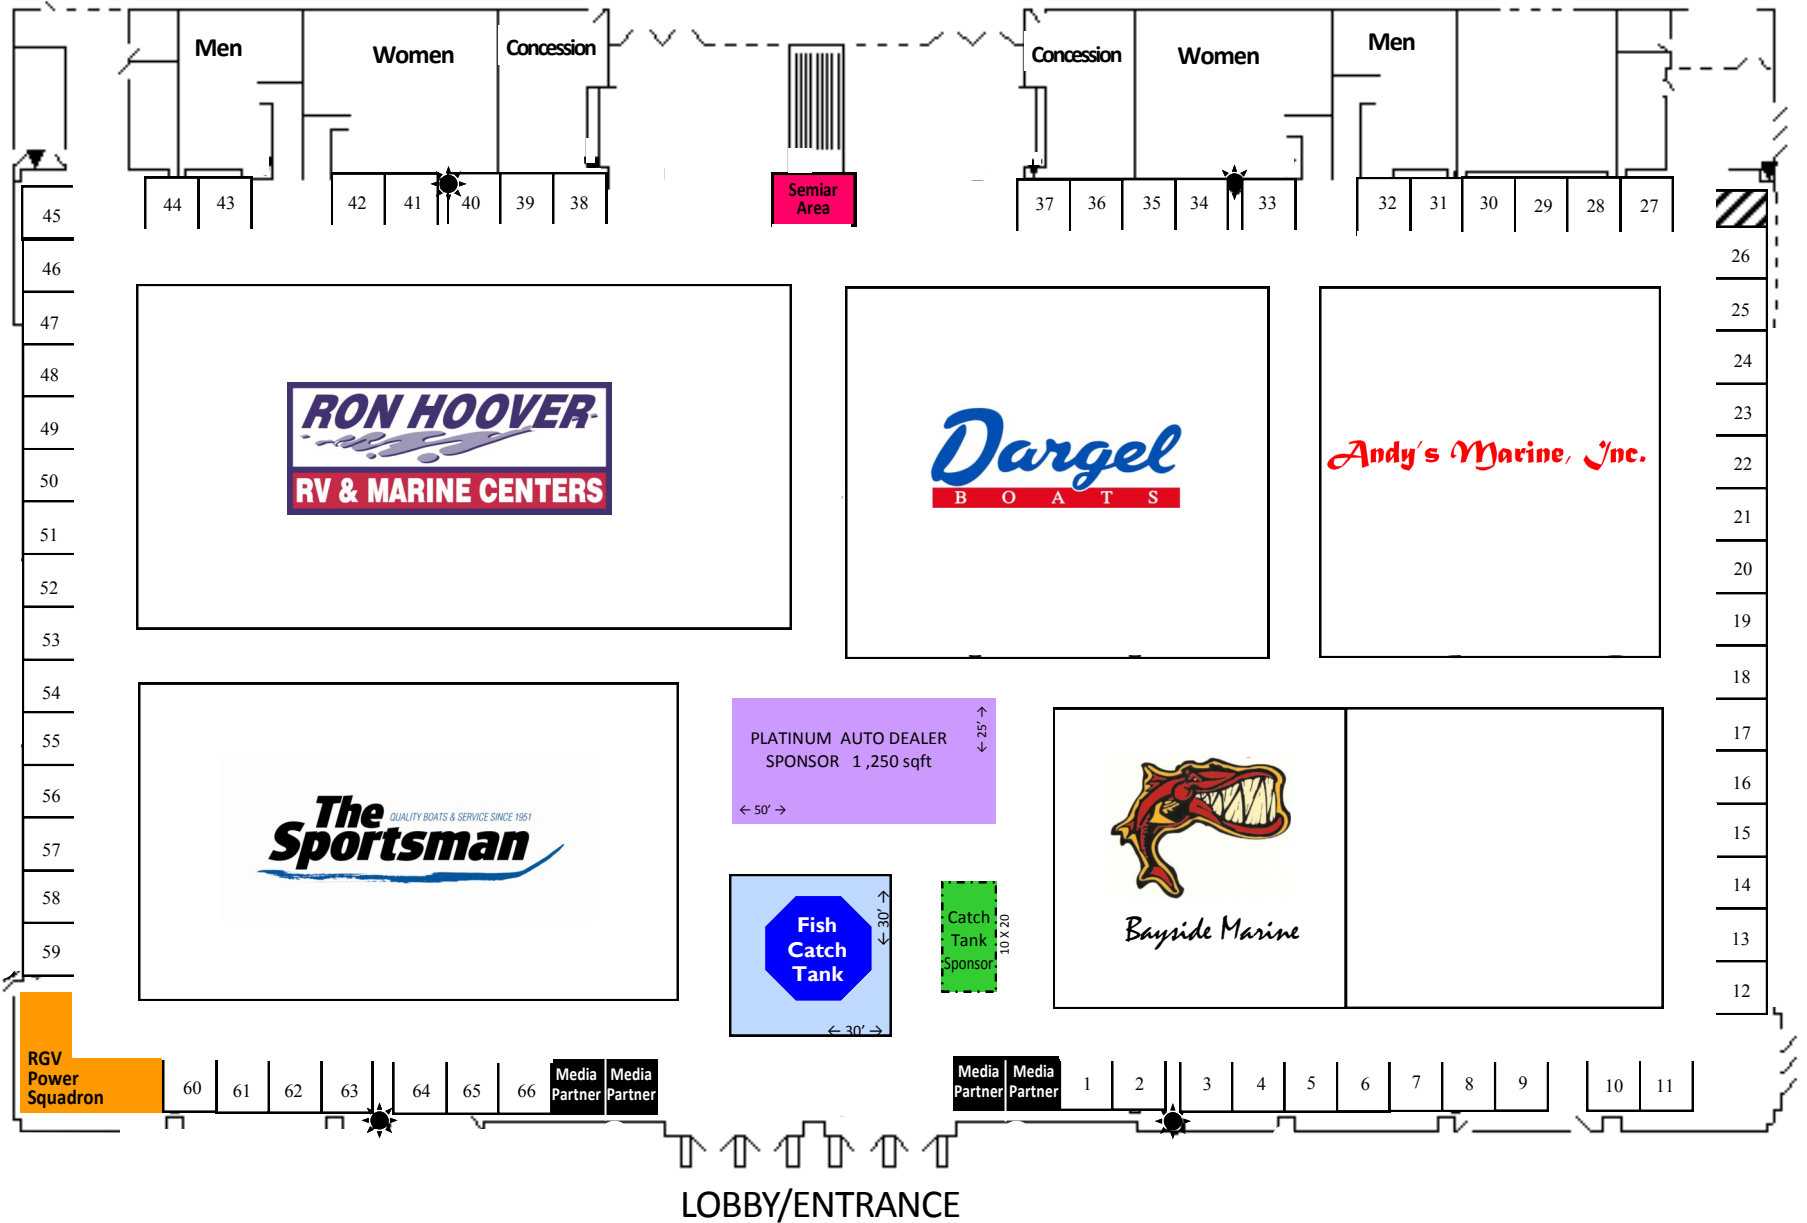 Men
Women
Concession
Concession
Women
Men
45
44
43
42
41
40
39
38
Semiar
Area
37
36
35
34
33
32
31
30
29
28
27
46
47
48
49
50
51
52
53
54
55
56
57
58
59
26
25
24
23
22
21
20
19
18
17
16
15
14
13
12
RON HOOVER
RV & MARINE CENTERS
Dargel
BOATS
Andy's Marine, Inc.
The
QUALITY BOATS & SERVICE SINCE 1951
Sportsman
PLATINUM AUTO DEALER
SPONSOR 1 ,250 sqft
← 25' →
← 50' →
Fish
Catch
Tank
← 30' →
← 30' →
Catch
Tank
Sponsor
10 X 20
Bayside Marine
RGV
Power
Squadron
60
61
62
63
64
65
66
Media
Partner
Media
Partner
Media
Partner
Media
Partner
1
2
3
4
5
6
7
8
9
10
11
LOBBY/ENTRANCE